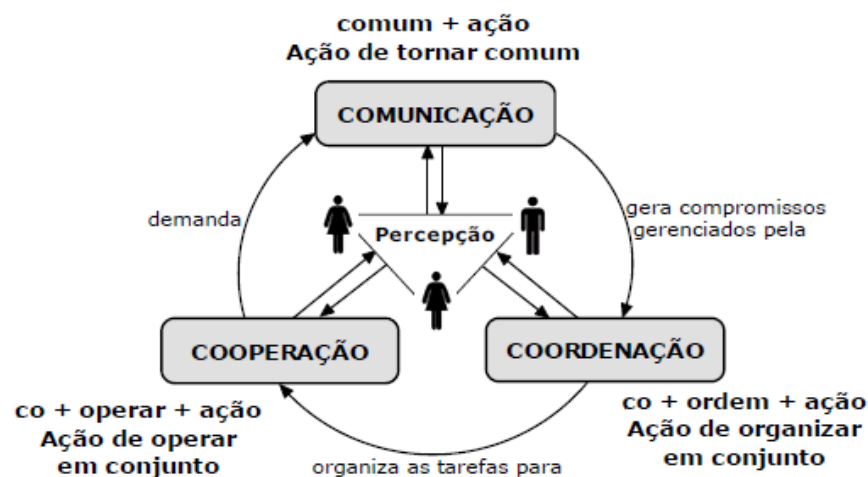 comum + ação
Ação de tornar comum
COMUNICAÇÃO
demanda
gera compromissos
gerenciados pela
Percepção
COOPERAÇÃO
COORDENAÇÃO
co + operar + ação
Ação de operar
em conjunto
organiza as tarefas para
co + ordem + ação
Ação de organizar
em conjunto